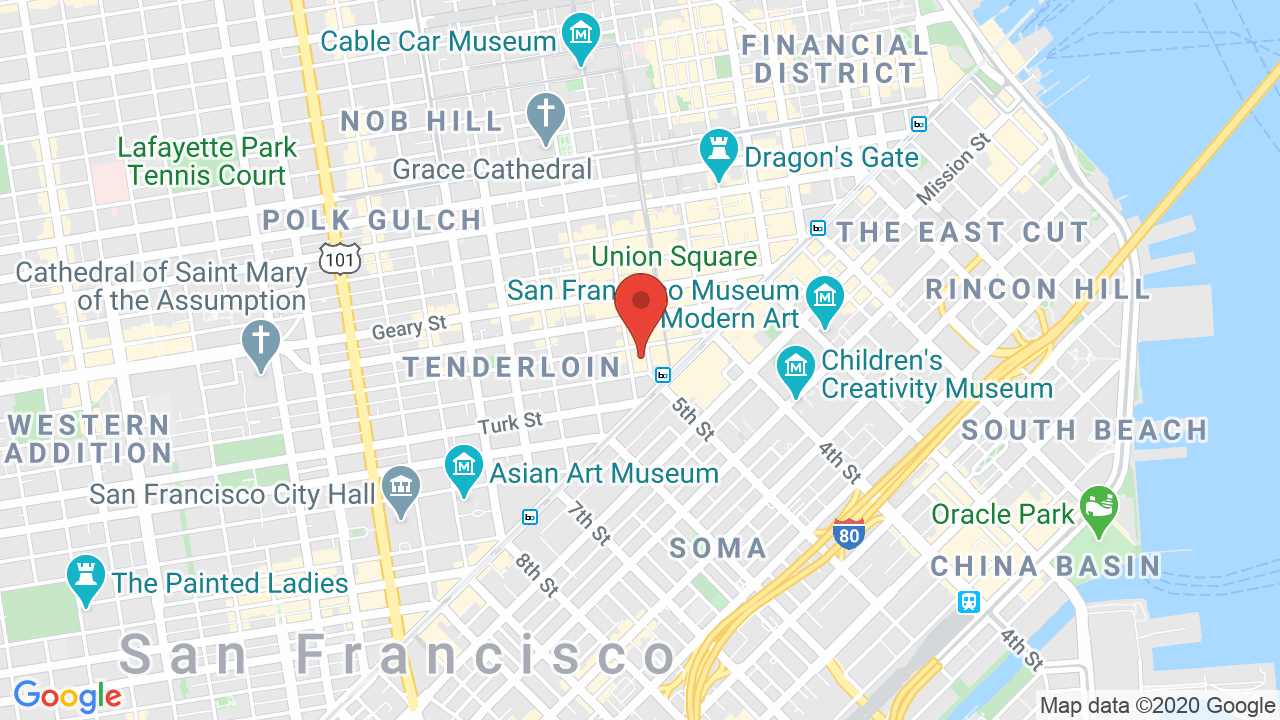 Cable Car Museum
FINANCIAL
DISTRICT
NOB HILL
Mission St
Lafayette Park
Tennis Court
Dragon's Gate
Grace Cathedral
POLK GULCH
THE EAST CUT
101
Union Square
Cathedral of Saint Mary
of the Assumption
San Francisco Museum
Modern Art
RINCON HILL
Geary St
TENDERLOIN
Children's
Creativity Museum
5th St
Turk St
WESTERN
ADDITION
SOUTH BEACH
4th St
Asian Art Museum
San Francisco City Hall
Oracle Park
7th St
80
SOMA
CHINA BASIN
8th St
The Painted Ladies
4th St
San Francisco
Google
Map data ©2020 Google